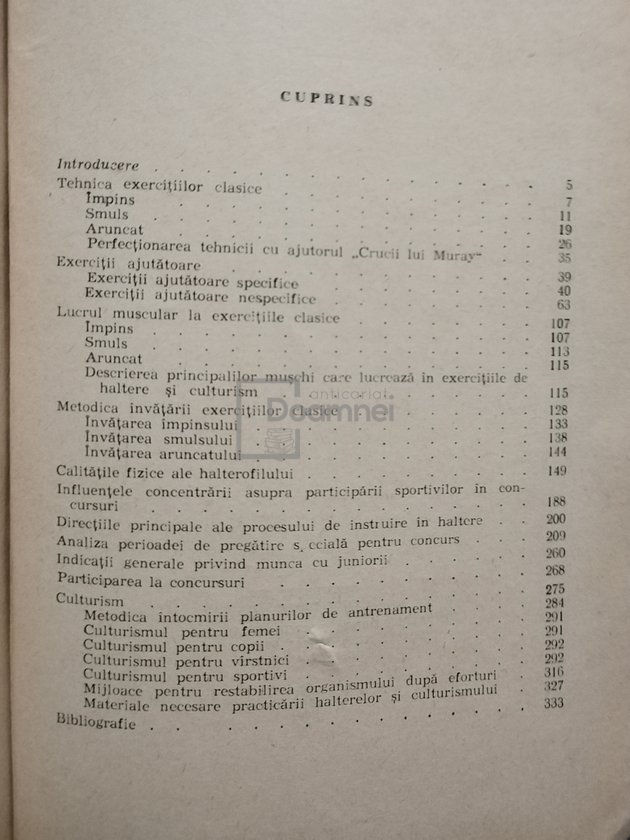 CUPRINS
Introducere . . . . . . . . . . . . 5
Tehnica exercițiilor clasice . . . . . . . . 7
Împins . . . . . . . . . . . . 11
Smuls . . . . . . . . . . . . 19
Aruncat . . . . . . . . . . . . 26
Perfecționarea tehnicii cu ajutorul „Crucii lui Muray“ . . 35
Exerciții ajutătoare . . . . . . . . . . 39
Exerciții ajutătoare specifice . . . . . . . 40
Exerciții ajutătoare nespecifice . . . . . . . 63
Lucrul muscular la exercițiile clasice . . . . . . 107
Împins . . . . . . . . . . . . 107
Smuls . . . . . . . . . . . . 113
Aruncat . . . . . . . . . . . . 115
Descrierea principalilor mușchi care lucrează în exercițiile de
haltere și culturism . . . . . . . . . 115
Metodica învățării exercițiilor clasice . . . . . . 128
Învățarea împinsului . . . . . . . . . 133
Învățarea smulsului . . . . . . . . . 138
Învățarea aruncatului . . . . . . . . . 144
Calitățile fizice ale halterofilului . . . . . . . 149
Influențele concentrării asupra participării sportivilor în con-
cursuri . . . . . . . . . . . . 188
Direcțiile principale ale procesului de instruire în haltere . . 200
Analiza perioadei de pregătire s ecială pentru concurs . . . 209
Indicații generale privind munca cu juniorii . . . . . 260
Participarea la concursuri . . . . . . . . 268
Culturism . . . . . . . . . . . . 275
Metodica întocmirii planurilor de antrenament . . . . 284
Culturismul pentru femei . . . . . . . . 291
Culturismul pentru copii . . . . . . . . 291
Culturismul pentru vîrstnici . . . . . . . 292
Culturismul pentru sportivi . . . . . . . 292
Mijloace pentru restabilirea organismului după eforturi . 316
Materiale necesare practicării halterelor și culturismului . 327
Bibliografie . . . . . . . . . . . 333
anticariat
Doamnei